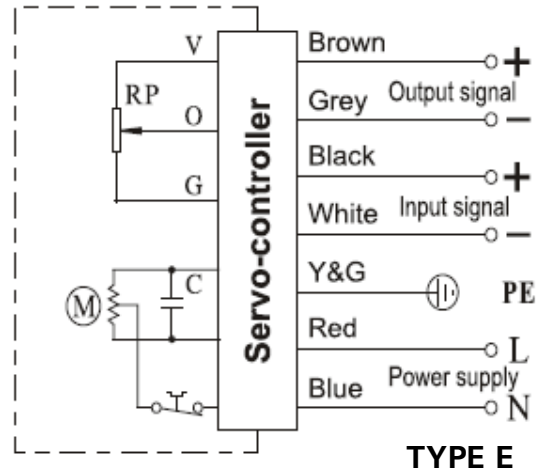 V
RP
O
G
C
M
Servo-controller
Brown +
Output signal
Grey −
Black +
Input signal
White −
Y&G PE
Red L
Power supply
Blue N
TYPE E